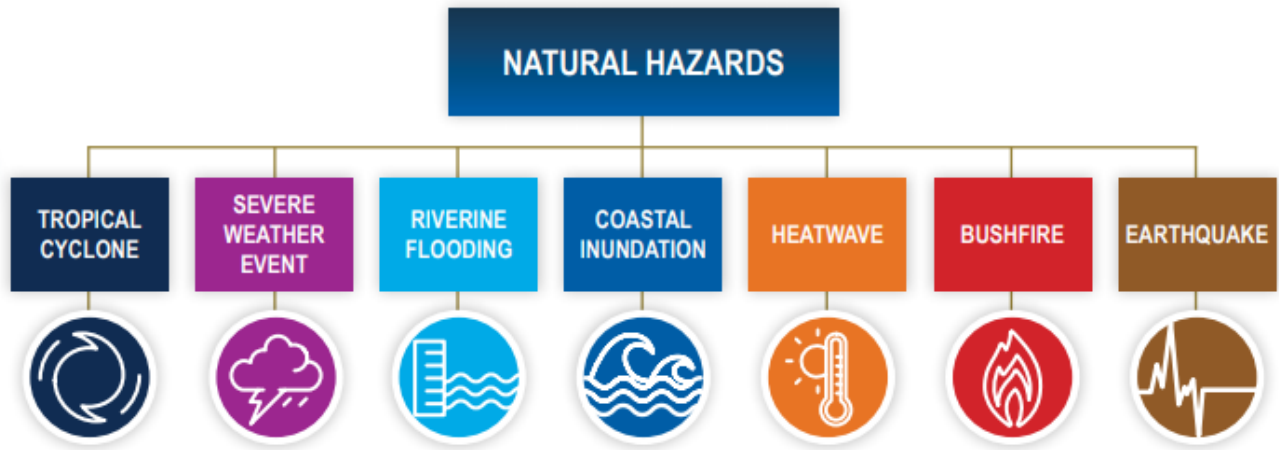 NATURAL HAZARDS
TROPICAL
CYCLONE
SEVERE
WEATHER
EVENT
RIVERINE
FLOODING
COASTAL
INUNDATION
HEATWAVE
BUSHFIRE
EARTHQUAKE